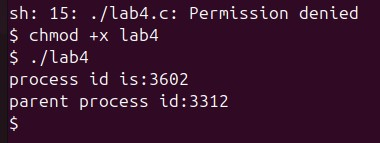 sh: 15: ./lab4.c: Permission denied
$ chmod +x lab4
$ ./lab4
process id is:3602
parent process id:3312
$